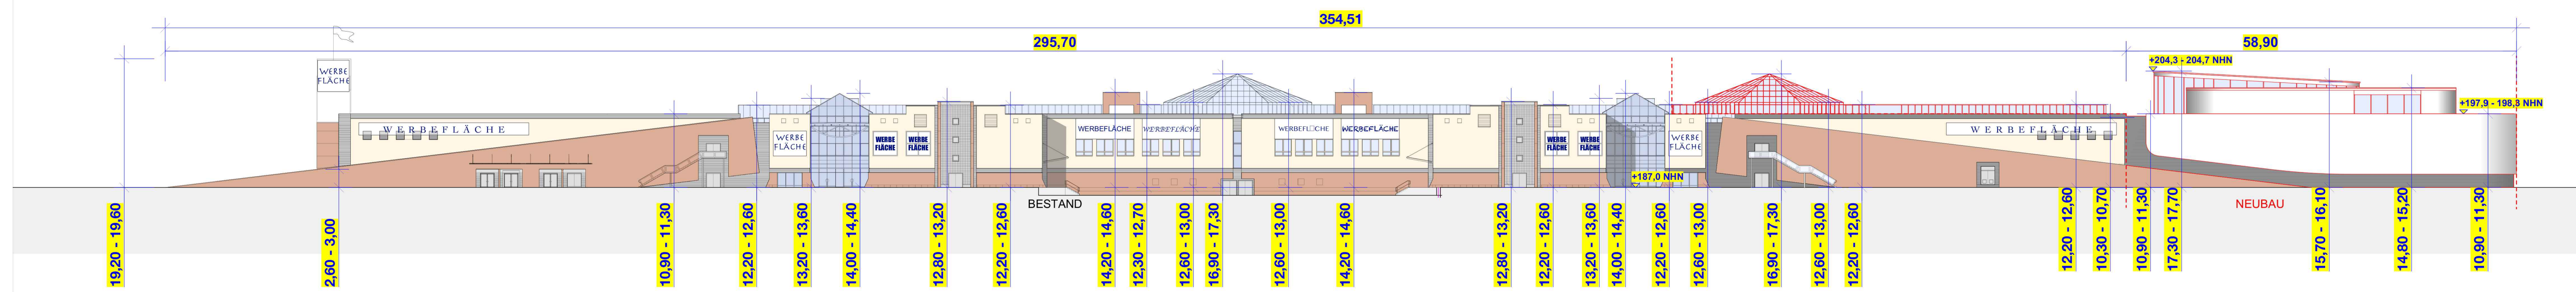 354,51
295,70
58,90
+204,3 - 204,7 NHN
WERBE
FLÄCHE
+197,9 - 198,3 NHN
WERBEFLÄCHE
WERBE
FLÄCHE
WERBE
FLÄCHE
WERBE
FLÄCHE
WERBEFLÄCHE
WERBEFLÄCHE
WERBEFL□CHE
WERBEFLÄCHE
WERBE
FLÄCHE
WERBE
FLÄCHE
WERBE
FLÄCHE
WERBEFLÄCHE
+187,0 NHN
BESTAND
NEUBAU
19,20 - 19,60
2,60 - 3,00
10,90 - 11,30
12,20 - 12,60
13,20 - 13,60
14,00 - 14,40
12,80 - 13,20
12,20 - 12,60
14,20 - 14,60
12,30 - 12,70
12,60 - 13,00
16,90 - 17,30
12,60 - 13,00
14,20 - 14,60
12,80 - 13,20
12,20 - 12,60
13,20 - 13,60
14,00 - 14,40
12,20 - 12,60
12,60 - 13,00
16,90 - 17,30
12,60 - 13,00
12,20 - 12,60
12,20 - 12,60
10,30 - 10,70
10,90 - 11,30
17,30 - 17,70
15,70 - 16,10
14,80 - 15,20
10,90 - 11,30